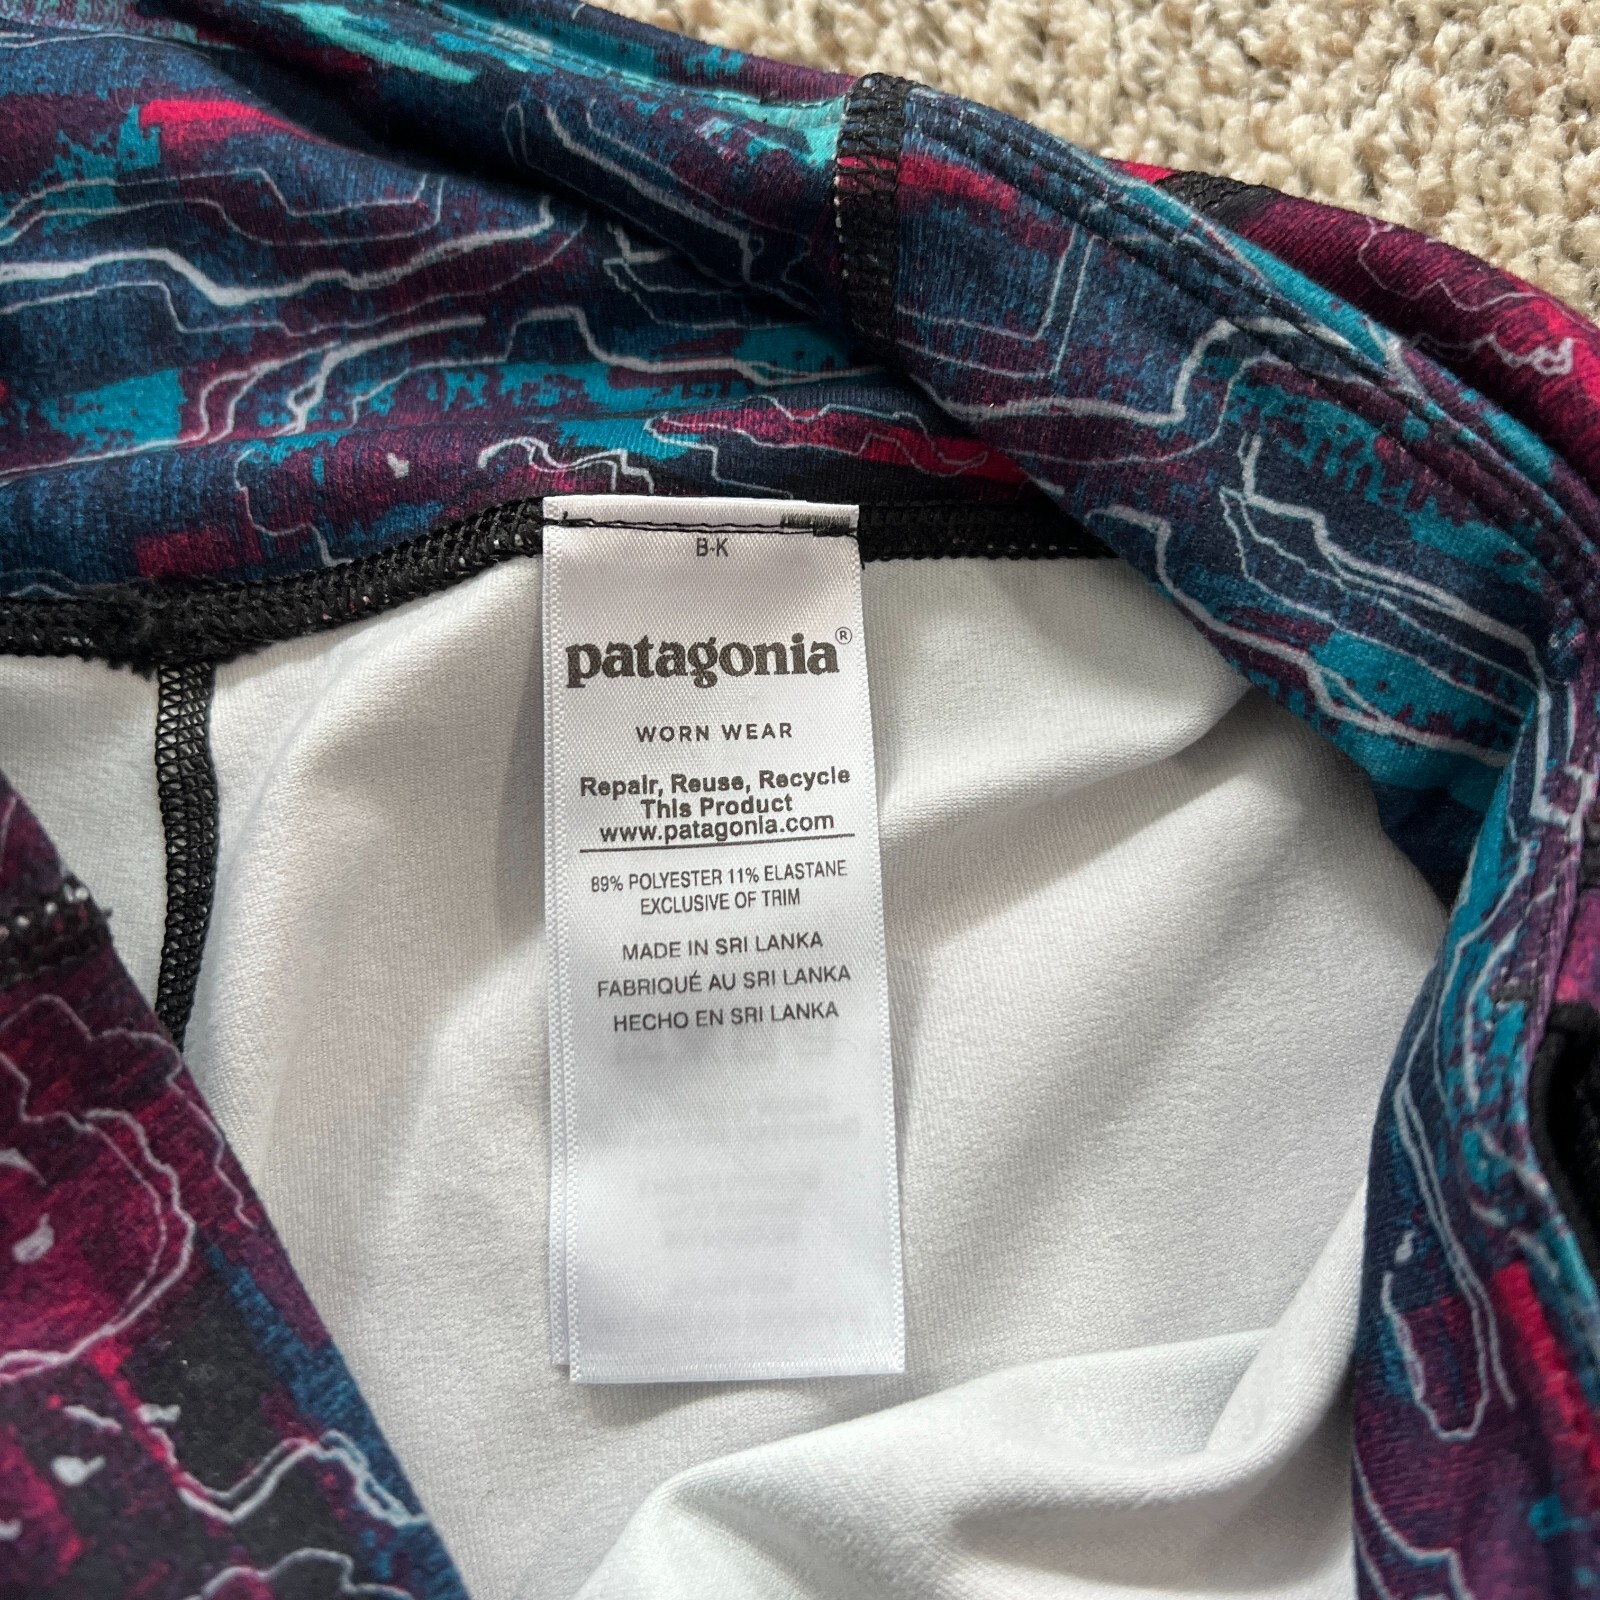 B-K
patagonia®
WORN WEAR
Repair, Reuse, Recycle
This Product
www.patagonia.com
89% POLYESTER 11% ELASTANE
EXCLUSIVE OF TRIM
MADE IN SRI LANKA
FABRIQUÉ AU SRI LANKA
HECHO EN SRI LANKA